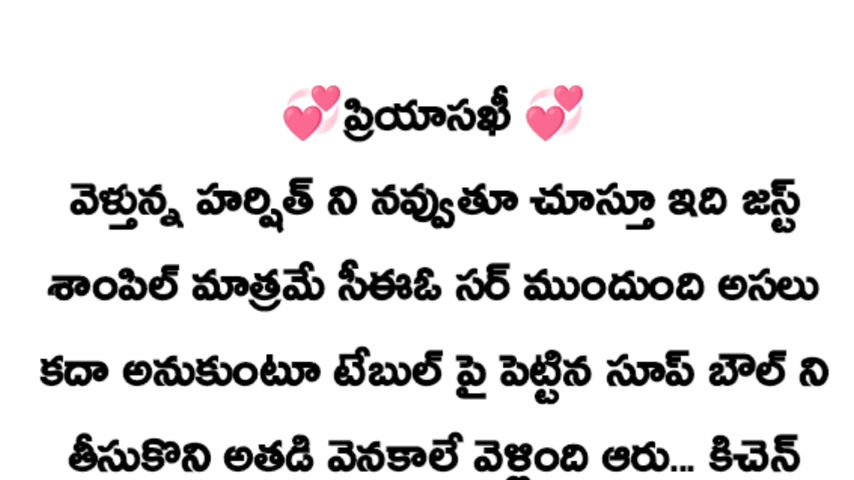 💞ప్రియాసఖీ 💞
వెళ్తున్న హర్షిత్ ని నవ్వుతూ చూస్తూ ఇది జస్ట్
శాంపిల్ మాత్రమే సీఈఓ సర్ ముందుంది అసలు
కదా అనుకుంటూ టేబుల్ పై పెట్టిన సూప్ బౌల్ ని
తీసుకొని అతడి వెనకాలే వెళ్లింది ఆరు... కిచెన్